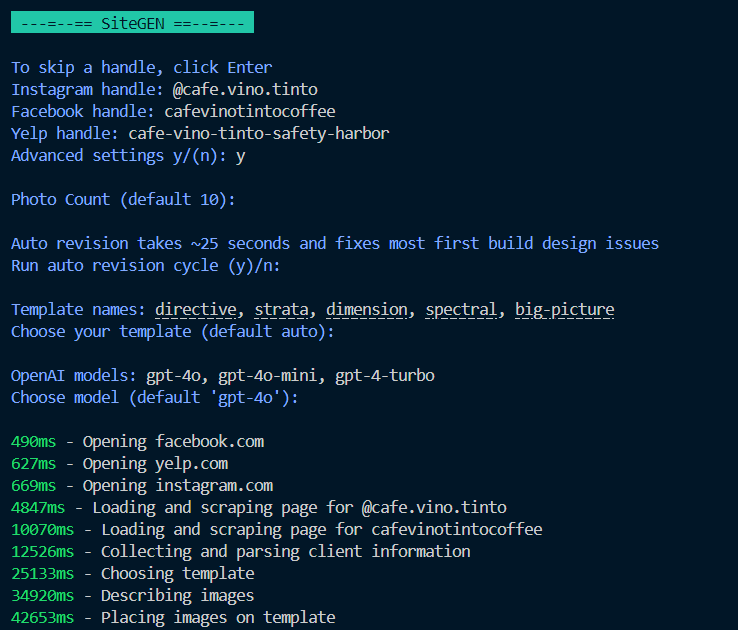 ---=--== SiteGEN ==--=---
To skip a handle, click Enter
Instagram handle: @cafe.vino.tinto
Facebook handle: cafevinotintocoffee
Yelp handle: cafe-vino-tinto-safety-harbor
Advanced settings y/(n): y
Photo Count (default 10):
Auto revision takes ~25 seconds and fixes most first build design issues
Run auto revision cycle (y)/n:
Template names: directive, strata, dimension, spectral, big-picture
Choose your template (default auto):
OpenAI models: gpt-4o, gpt-4o-mini, gpt-4-turbo
Choose model (default 'gpt-4o'):
490ms - Opening facebook.com
627ms - Opening yelp.com
669ms - Opening instagram.com
4847ms - Loading and scraping page for @cafe.vino.tinto
10070ms - Loading and scraping page for cafevinotintocoffee
12526ms - Collecting and parsing client information
25133ms - Choosing template
34920ms - Describing images
42653ms - Placing images on template